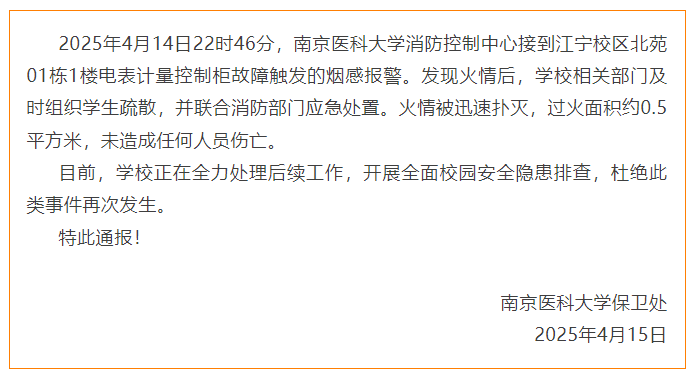 2025年4月14日22时46分，南京医科大学消防控制中心接到江宁校区北苑
01栋1楼电表计量控制柜故障触发的烟感报警。发现火情后，学校相关部门及
时组织学生疏散，并联合消防部门应急处置。火情被迅速扑灭，过火面积约0.5
平方米，未造成任何人员伤亡。
目前，学校正在全力处理后续工作，开展全面校园安全隐患排查，杜绝此
类事件再次发生。
特此通报！
南京医科大学保卫处
2025年4月15日